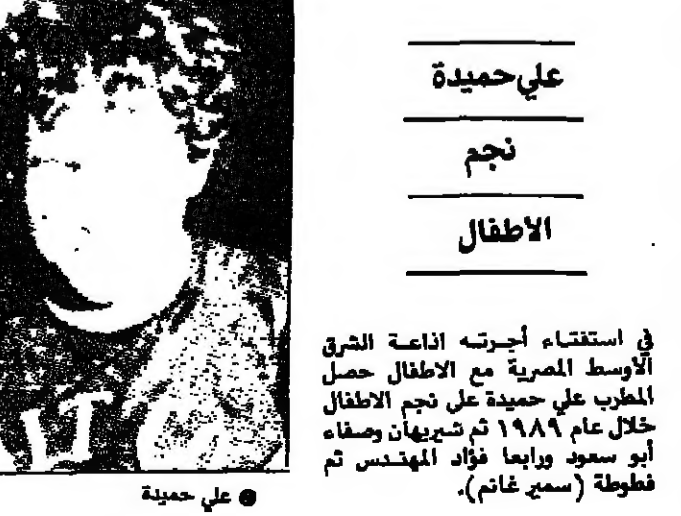 علي حميدة
نجم
الاطفال
في استفتاء أجرته اذاعة الشرق
الأوسط المصرية مع الاطفال حصل
المطرب علي حميدة على نجم الاطفال
خلال عام ١٩٨٩ ثم شيريهان وصفاء
أبو سعود ورابعا فؤاد المهندس ثم
فطوطة (سمير غانم).
علي حميدة